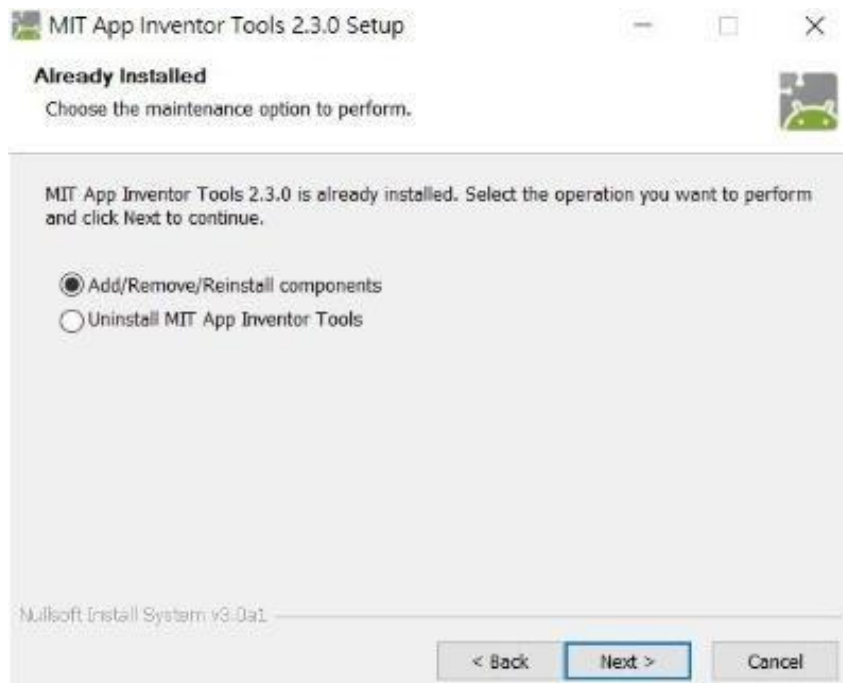 MIT App Inventor Tools 2.3.0 Setup
Already Installed
Choose the maintenance option to perform.
MIT App Inventor Tools 2.3.0 is already installed. Select the operation you want to perform
and click Next to continue.
Add/Remove/Reinstall components
Uninstall MIT App Inventor Tools
Nullsoft Install System v3.0a1
< Back Next > Cancel